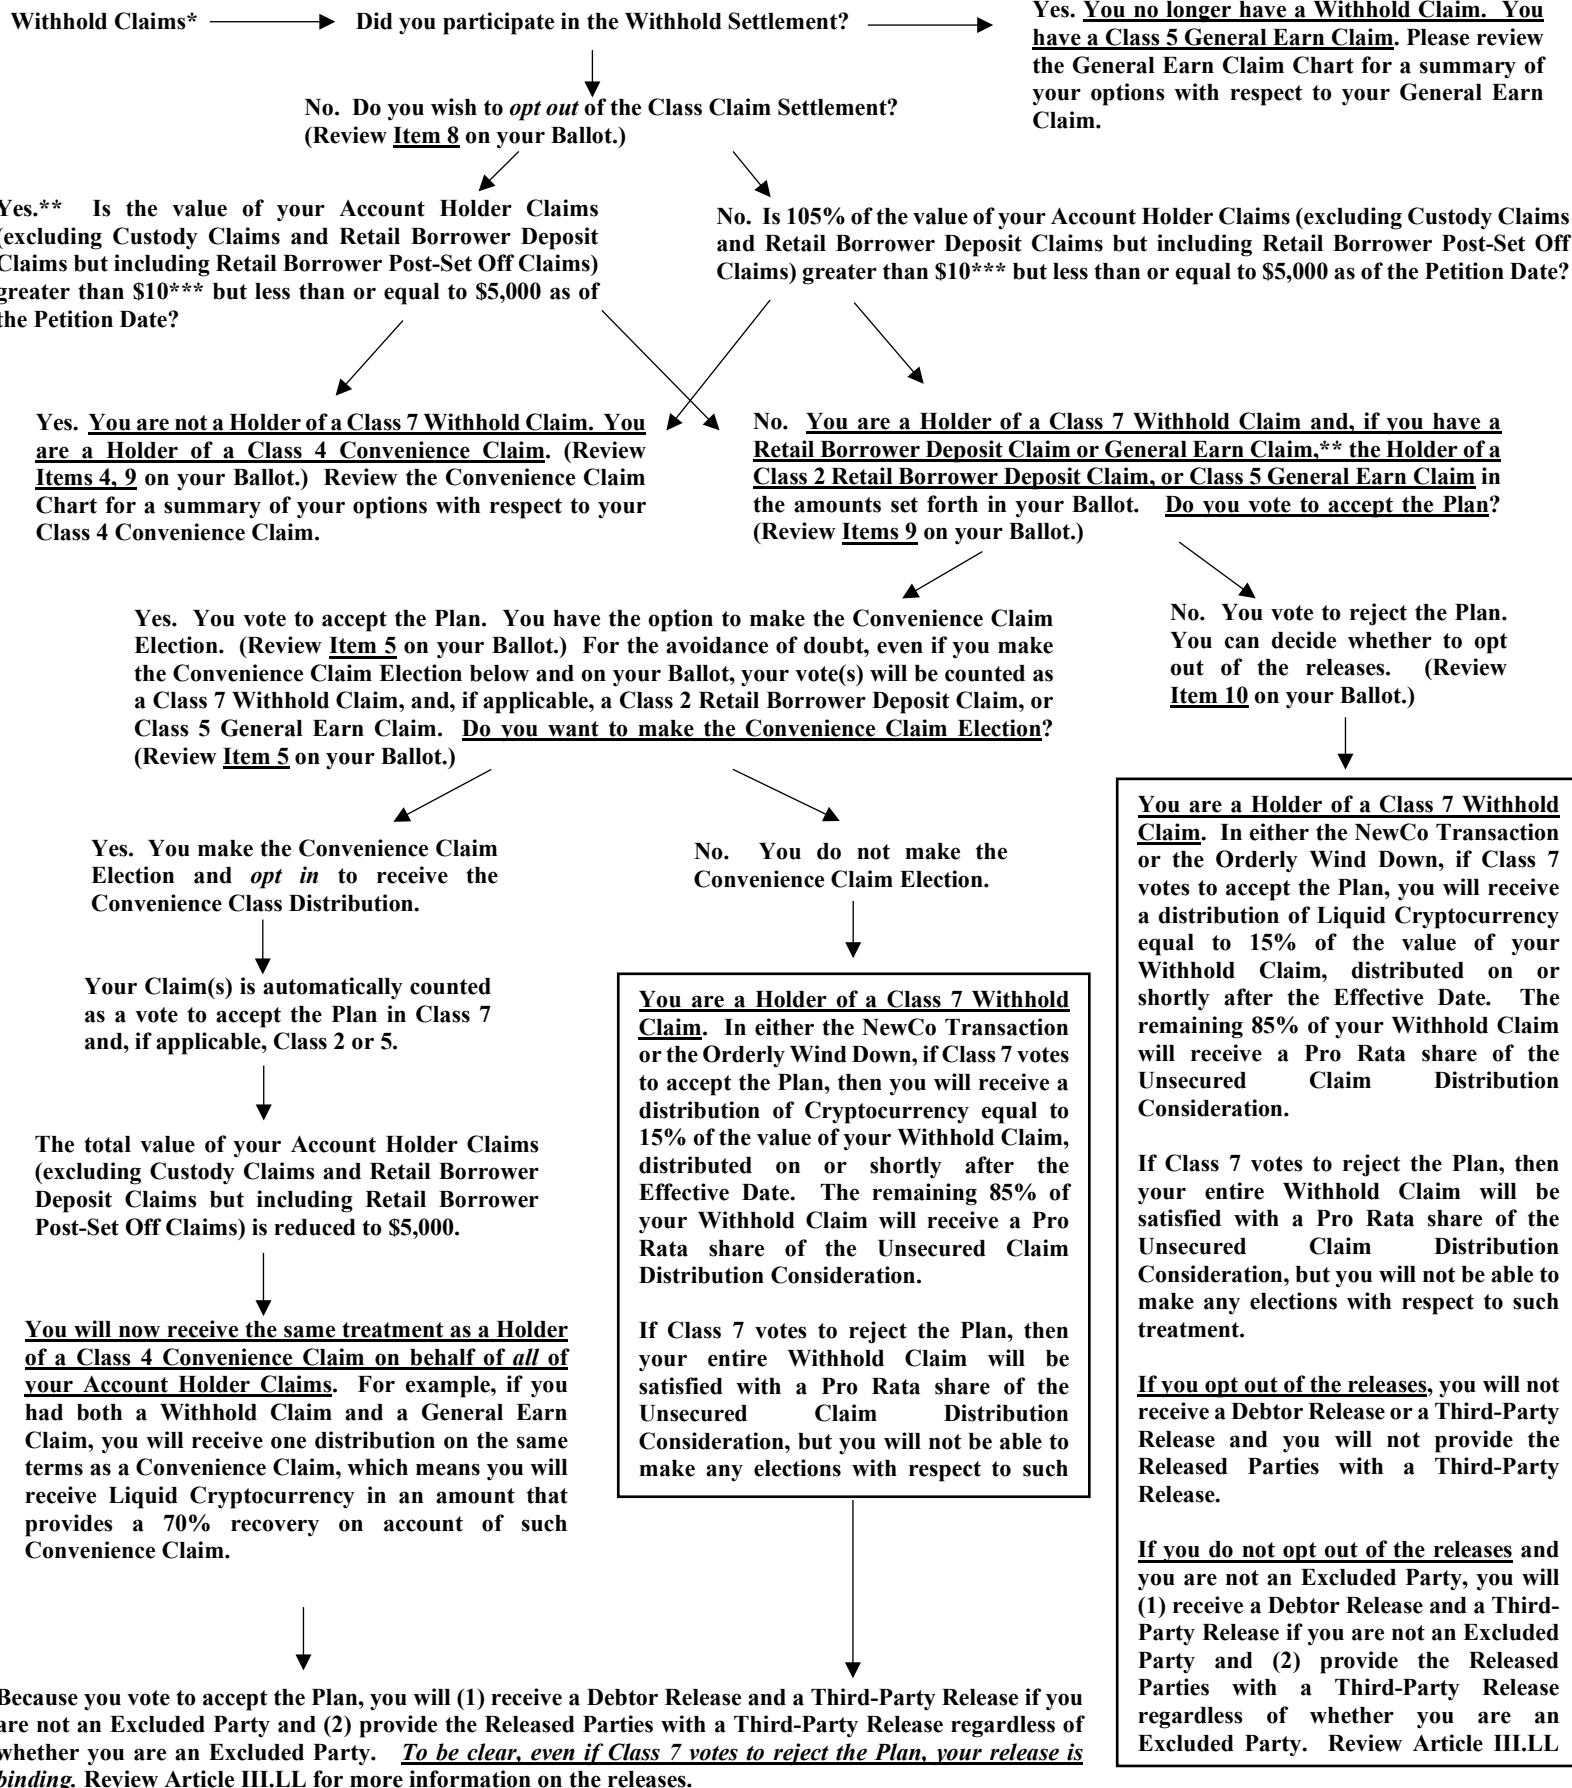 Withhold Claims*
Did you participate in the Withhold Settlement?
Yes. You no longer have a Withhold Claim. You
have a Class 5 General Earn Claim. Please review
the General Earn Claim Chart for a summary of
your options with respect to your General Earn
Claim.
No. Do you wish to opt out of the Class Claim Settlement?
(Review Item 8 on your Ballot.)
Yes.** Is the value of your Account Holder Claims
(excluding Custody Claims and Retail Borrower Deposit
Claims but including Retail Borrower Post-Set Off Claims)
greater than $10*** but less than or equal to $5,000 as of
the Petition Date?
No. Is 105% of the value of your Account Holder Claims (excluding Custody Claims
and Retail Borrower Deposit Claims but including Retail Borrower Post-Set Off
Claims) greater than $10*** but less than or equal to $5,000 as of the Petition Date?
Yes. You are not a Holder of a Class 7 Withhold Claim. You
are a Holder of a Class 4 Convenience Claim. (Review
Items 4, 9 on your Ballot.) Review the Convenience Claim
Chart for a summary of your options with respect to your
Class 4 Convenience Claim.
No. You are a Holder of a Class 7 Withhold Claim and, if you have a
Retail Borrower Deposit Claim or General Earn Claim,** the Holder of a
Class 2 Retail Borrower Deposit Claim, or Class 5 General Earn Claim in
the amounts set forth in your Ballot. Do you vote to accept the Plan?
(Review Items 9 on your Ballot.)
Yes. You vote to accept the Plan. You have the option to make the Convenience Claim
Election. (Review Item 5 on your Ballot.) For the avoidance of doubt, even if you make
the Convenience Claim Election below and on your Ballot, your vote(s) will be counted as
a Class 7 Withhold Claim, and, if applicable, a Class 2 Retail Borrower Deposit Claim, or
Class 5 General Earn Claim. Do you want to make the Convenience Claim Election?
(Review Item 5 on your Ballot.)
No. You vote to reject the Plan.
You can decide whether to opt
out of the releases. (Review
Item 10 on your Ballot.)
Yes. You make the Convenience Claim
Election and opt in to receive the
Convenience Class Distribution.
No. You do not make the
Convenience Claim Election.
Your Claim(s) is automatically counted
as a vote to accept the Plan in Class 7
and, if applicable, Class 2 or 5.
The total value of your Account Holder Claims
(excluding Custody Claims and Retail Borrower
Deposit Claims but including Retail Borrower
Post-Set Off Claims) is reduced to $5,000.
You will now receive the same treatment as a Holder
of a Class 4 Convenience Claim on behalf of all of
your Account Holder Claims. For example, if you
had both a Withhold Claim and a General Earn
Claim, you will receive one distribution on the same
terms as a Convenience Claim, which means you will
receive Liquid Cryptocurrency in an amount that
provides a 70% recovery on account of such
Convenience Claim.
You are a Holder of a Class 7 Withhold
Claim. In either the NewCo Transaction
or the Orderly Wind Down, if Class 7 votes
to accept the Plan, then you will receive a
distribution of Cryptocurrency equal to
15% of the value of your Withhold Claim,
distributed on or shortly after the
Effective Date. The remaining 85% of
your Withhold Claim will receive a Pro
Rata share of the Unsecured Claim
Distribution Consideration.
If Class 7 votes to reject the Plan, then
your entire Withhold Claim will be
satisfied with a Pro Rata share of the
Unsecured Claim Distribution
Consideration, but you will not be able to
make any elections with respect to such
You are a Holder of a Class 7 Withhold
Claim. In either the NewCo Transaction
or the Orderly Wind Down, if Class 7
votes to accept the Plan, you will receive
a distribution of Liquid Cryptocurrency
equal to 15% of the value of your
Withhold Claim, distributed on or
shortly after the Effective Date. The
remaining 85% of your Withhold Claim
will receive a Pro Rata share of the
Unsecured Claim Distribution
Consideration.
If Class 7 votes to reject the Plan, then
your entire Withhold Claim will be
satisfied with a Pro Rata share of the
Unsecured Claim Distribution
Consideration, but you will not be able to
make any elections with respect to such
treatment.
If you opt out of the releases, you will not
receive a Debtor Release or a Third-Party
Release and you will not provide the
Released Parties with a Third-Party
Release.
If you do not opt out of the releases and
you are not an Excluded Party, you will
(1) receive a Debtor Release and a Third-
Party Release if you are not an Excluded
Party and (2) provide the Released
Parties with a Third-Party Release
regardless of whether you are an
Excluded Party. Review Article III.LL
Because you vote to accept the Plan, you will (1) receive a Debtor Release and a Third-Party Release if you
are not an Excluded Party and (2) provide the Released Parties with a Third-Party Release regardless of
whether you are an Excluded Party. To be clear, even if Class 7 votes to reject the Plan, your release is
binding. Review Article III.LL for more information on the releases.